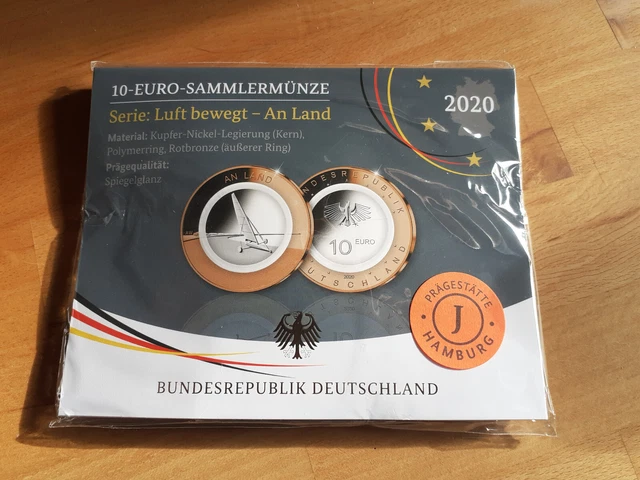 10-EURO-SAMMLERMÜNZE
2020
Serie: Luft bewegt – An Land
Material: Kupfer-Nickel-Legierung (Kern),
Polymerring, Rotbronze (äußerer Ring)
Prägequalität:
Spiegelglanz
AN LAND
BUNDESREPUBLIK
10 EURO
2020
DEUTSCHLAND
PRÄGESTÄTTE
J
HAMBURG
BUNDESREPUBLIK DEUTSCHLAND